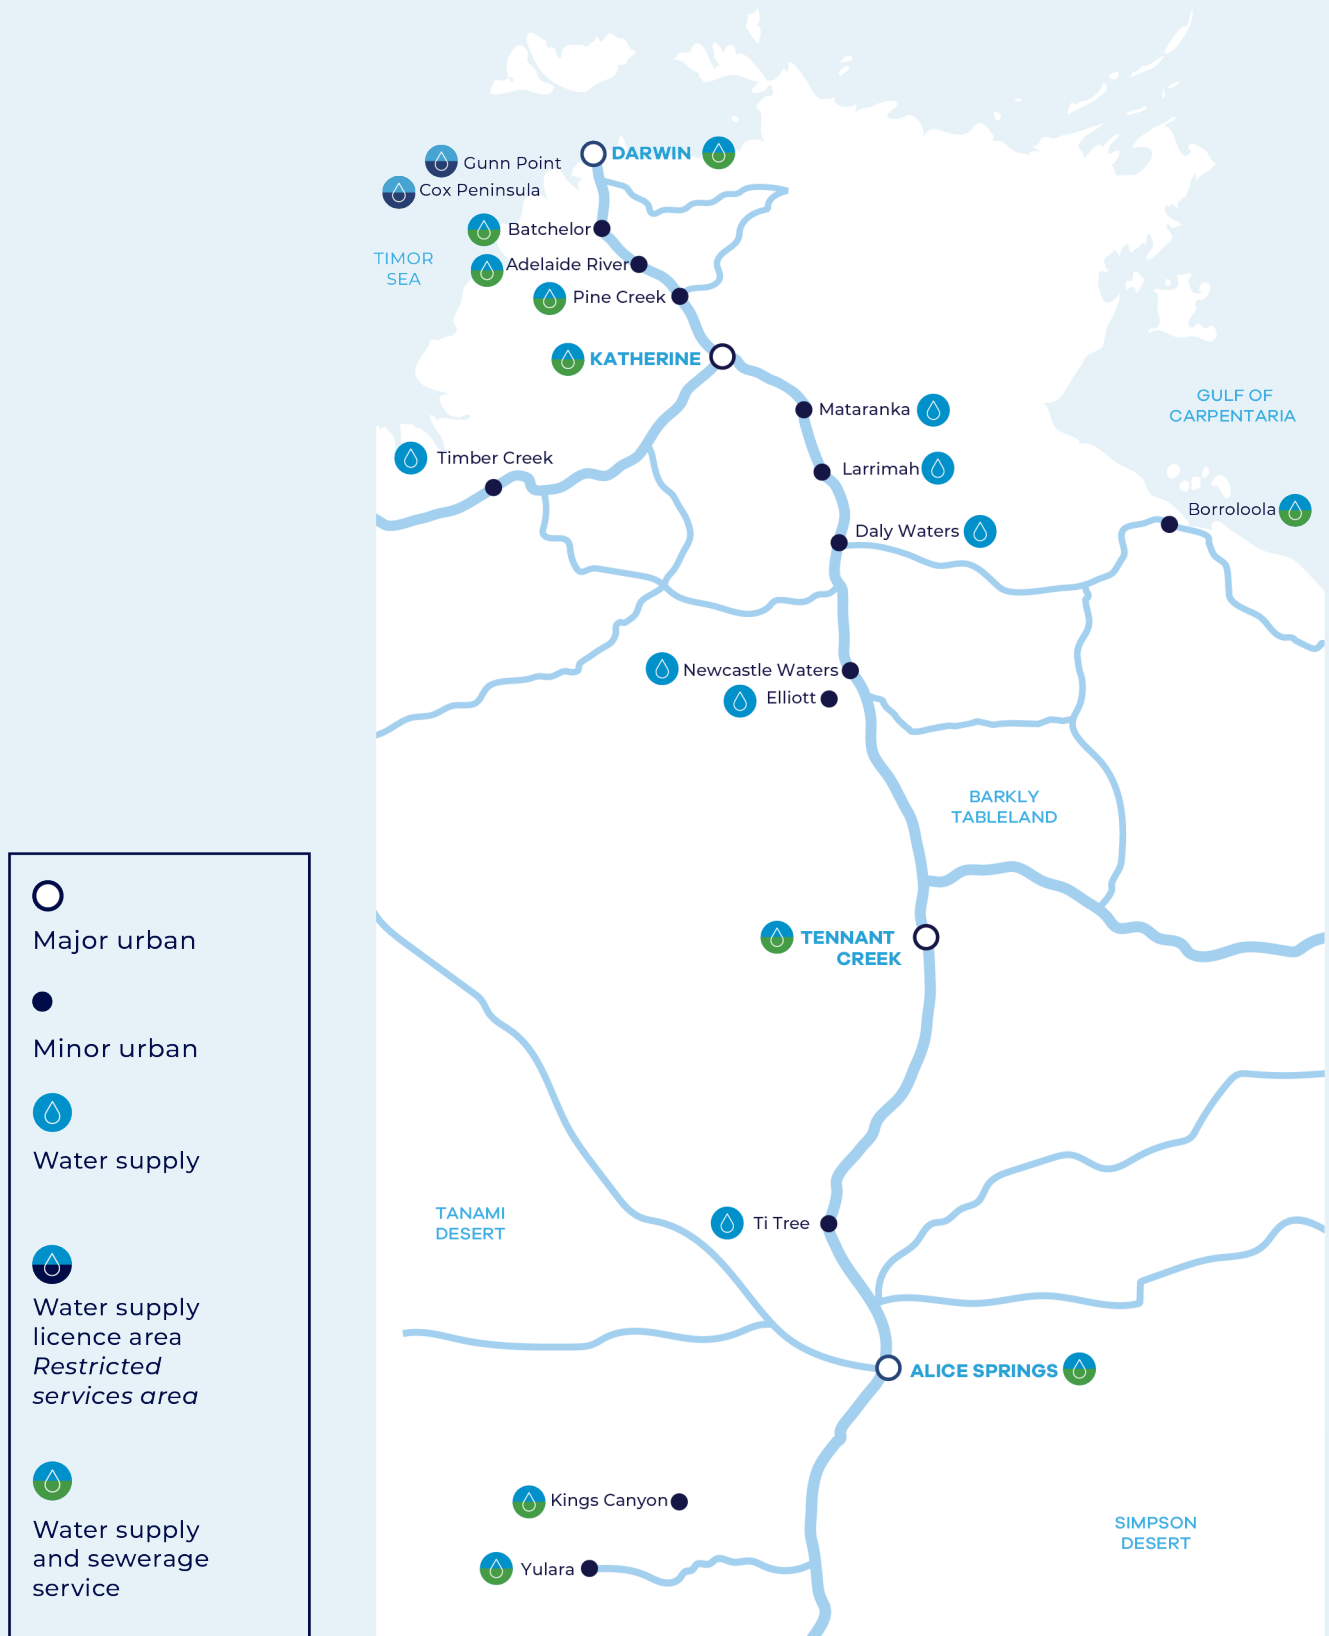 DARWIN
Gunn Point
Cox Peninsula
Batchelor
TIMOR
SEA
Adelaide River
Pine Creek
KATHERINE
GULF OF
CARPENTARIA
Mataranka
Timber Creek
Larrimah
Borroloola
Daly Waters
Newcastle Waters
Elliott
BARKLY
TABLELAND
TENNANT
CREEK
TANAMI
DESERT
Ti Tree
ALICE SPRINGS
Kings Canyon
SIMPSON
DESERT
Yulara
Major urban
Minor urban
Water supply
Water supply
licence area
Restricted
services area
Water supply
and sewerage
service